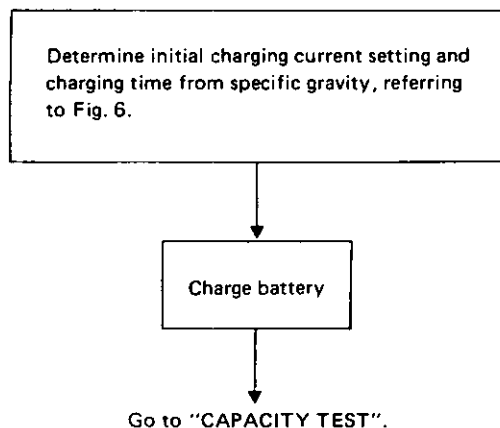 Determine initial charging current setting and
charging time from specific gravity, referring
to Fig. 6.
Charge battery
Go to "CAPACITY TEST".